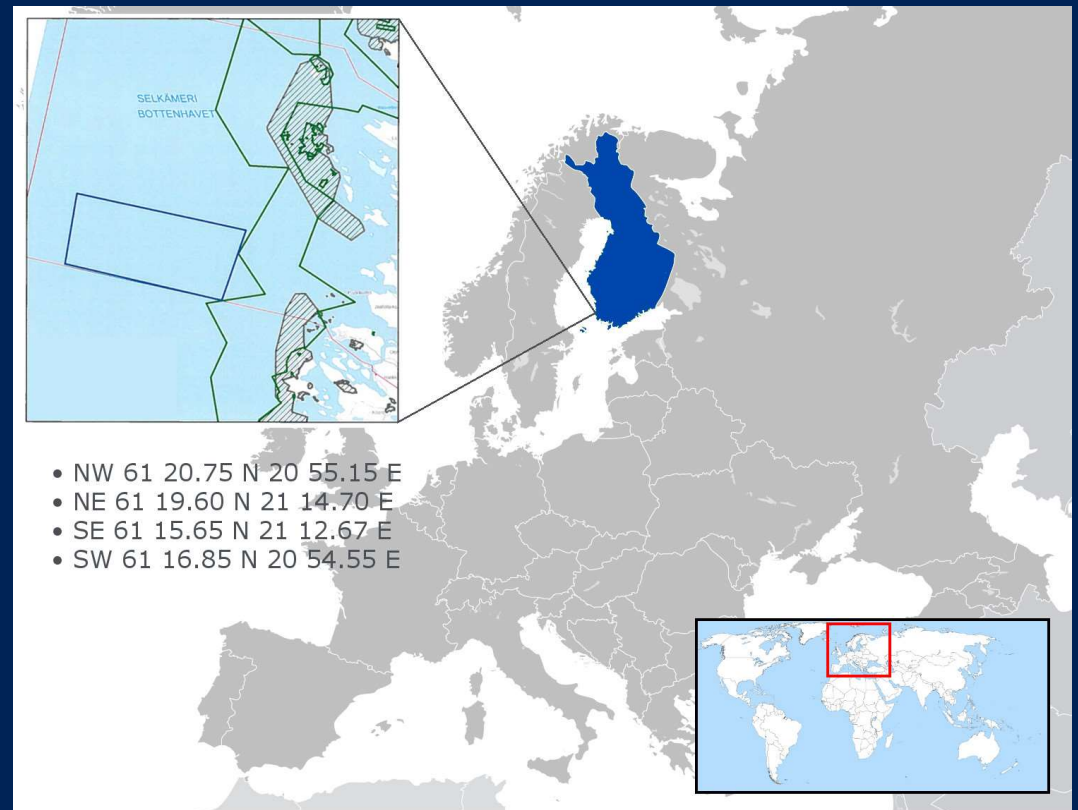 SELKÄMERI
BOTTENHAVET
• NW 61 20.75 N 20 55.15 E
• NE 61 19.60 N 21 14.70 E
• SE 61 15.65 N 21 12.67 E
• SW 61 16.85 N 20 54.55 E